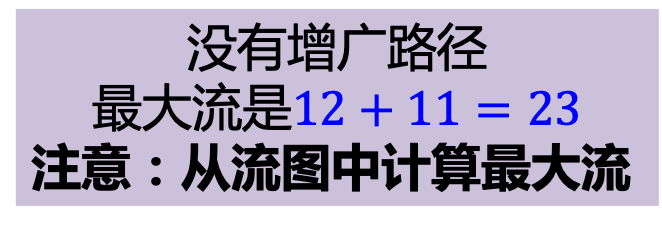 没有增广路径
最大流是12 + 11 = 23
注意：从流图中计算最大流